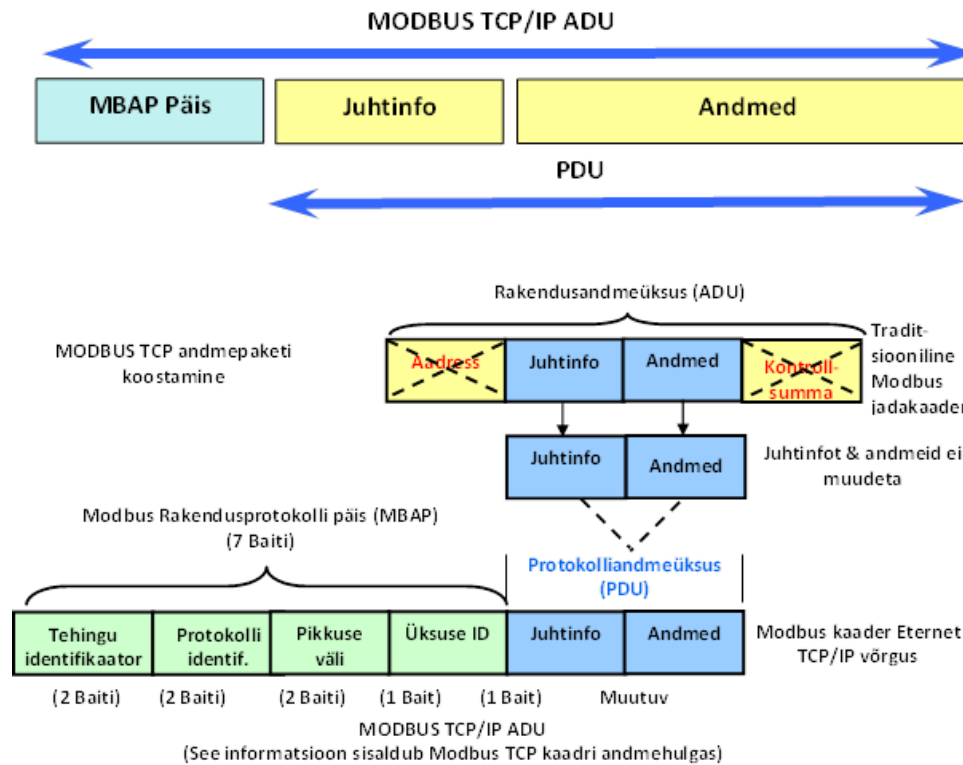 MODBUS TCP/IP ADU
MBAP Päis
Juhtinfo
Andmed
PDU
Rakendusandmeüksus (ADU)
MODBUS TCP andmepaketi
koostamine
Aadress
Juhtinfo
Andmed
Kontroll-
summa
Tradit-
siooniline
Modbus
jadakaader
Juhtinfo
Andmed
Juhtinfot & andmeid ei
muudeta
Modbus Rakendusprotokolli päis (MBAP)
(7 Baiti)
Protokolliandmeüksus
(PDU)
Tehingu
identifikaator
Protokolli
identif.
Pikkuse
väli
Üksuse ID
Juhtinfo
Andmed
Modbus kaader Eternet
TCP/IP võrgus
(2 Baiti)
(2 Baiti)
(2 Baiti)
(1 Bait)
(1 Bait)
Muutuv
MODBUS TCP/IP ADU
(See informatsioon sisaldub Modbus TCP kaadri andmehulgas)